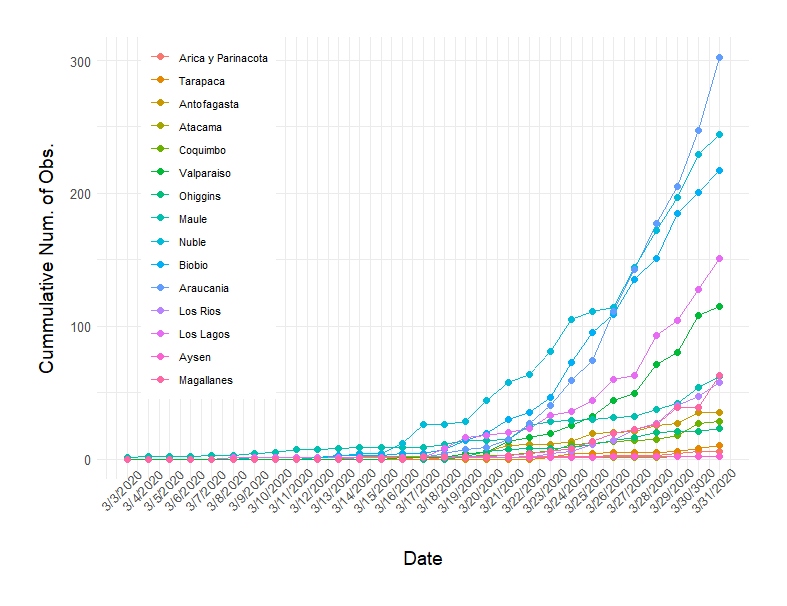 Cummulative Num. of Obs.
300
200
100
0
Arica y Parinacota
Tarapaca
Antofagasta
Atacama
Coquimbo
Valparaiso
Ohiggins
Maule
Nuble
Biobio
Araucania
Los Rios
Los Lagos
Aysen
Magallanes
3/3/2020
3/4/2020
3/5/2020
3/6/2020
3/7/2020
3/8/2020
3/9/2020
3/10/2020
3/11/2020
3/12/2020
3/13/2020
3/14/2020
3/15/2020
3/16/2020
3/17/2020
3/18/2020
3/19/2020
3/20/2020
3/21/2020
3/22/2020
3/23/2020
3/24/2020
3/25/2020
3/26/2020
3/27/2020
3/28/2020
3/29/2020
3/30/3020
3/31/2020
Date